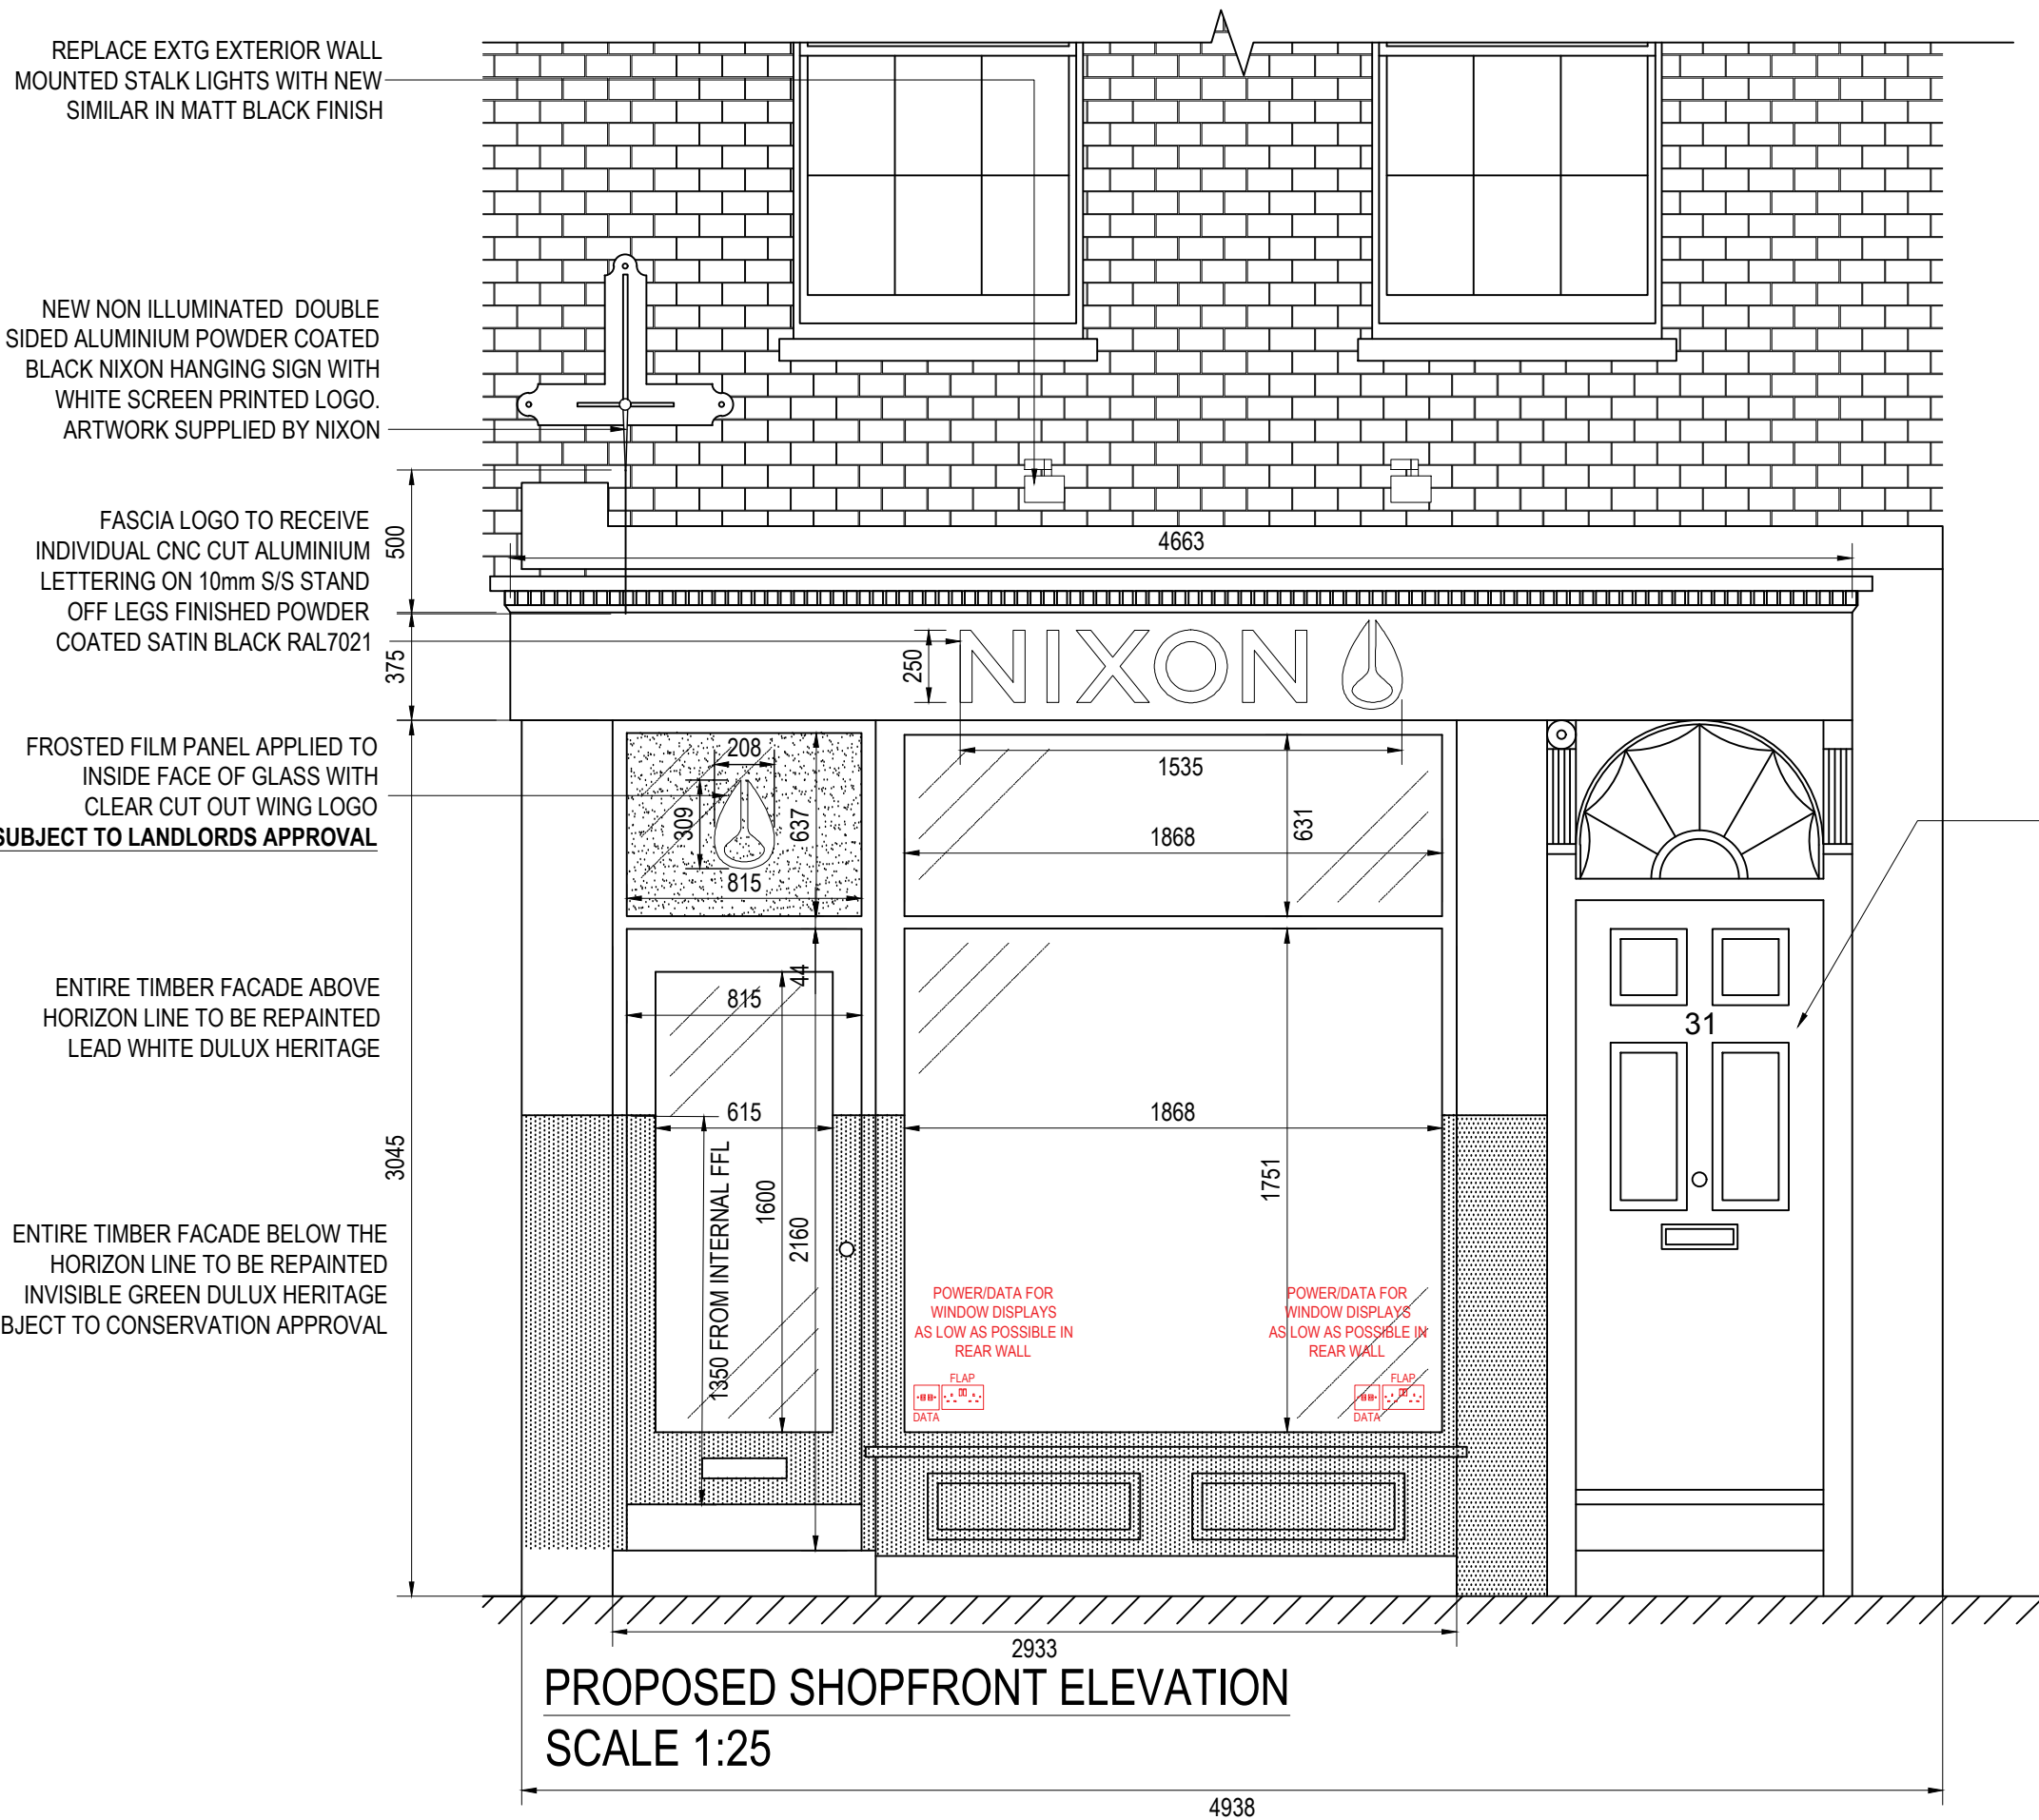 REPLACE EXTG EXTERIOR WALL
MOUNTED STALK LIGHTS WITH NEW
SIMILAR IN MATT BLACK FINISH
NEW NON ILLUMINATED DOUBLE
SIDED ALUMINIUM POWDER COATED
BLACK NIXON HANGING SIGN WITH
WHITE SCREEN PRINTED LOGO.
ARTWORK SUPPLIED BY NIXON
FASCIA LOGO TO RECEIVE
INDIVIDUAL CNC CUT ALUMINIUM
LETTERING ON 10mm S/S STAND
OFF LEGS FINISHED POWDER
COATED SATIN BLACK RAL7021
FROSTED FILM PANEL APPLIED TO
INSIDE FACE OF GLASS WITH
CLEAR CUT OUT WING LOGO
SUBJECT TO LANDLORDS APPROVAL
ENTIRE TIMBER FACADE ABOVE
HORIZON LINE TO BE REPAINTED
LEAD WHITE DULUX HERITAGE
ENTIRE TIMBER FACADE BELOW THE
HORIZON LINE TO BE REPAINTED
INVISIBLE GREEN DULUX HERITAGE
BJECT TO CONSERVATION APPROVAL
500
375
3045
4663
250
NIXON
208
309
637
815
1535
1868
631
44
815
615
1350 FROM INTERNAL FFL
1600
2160
1868
1751
31
POWER/DATA FOR
WINDOW DISPLAYS
AS LOW AS POSSIBLE IN
REAR WALL
FLAP
DATA
POWER/DATA FOR
WINDOW DISPLAYS
AS LOW AS POSSIBLE IN
REAR WALL
FLAP
DATA
2933
PROPOSED SHOPFRONT ELEVATION
SCALE 1:25
4938